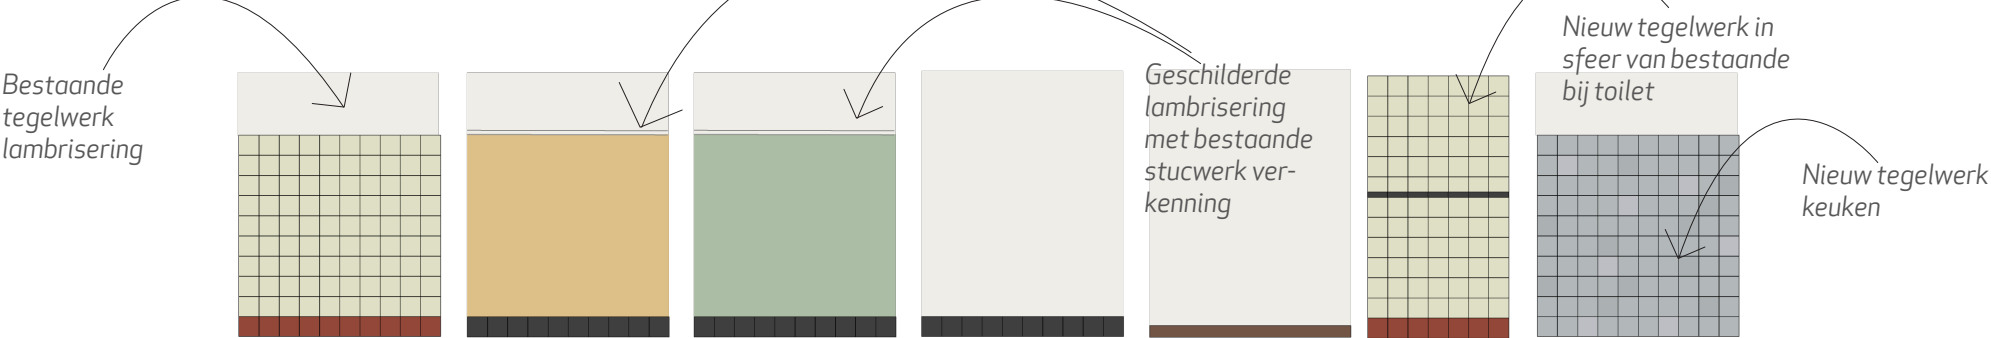 Bestaande
tegelwerk
lambrisering
Geschilderde
lambrisering
met bestaande
stucwerk ver-
kenning
Nieuw tegelwerk in
sfeer van bestaande
bij toilet
Nieuw tegelwerk
keuken